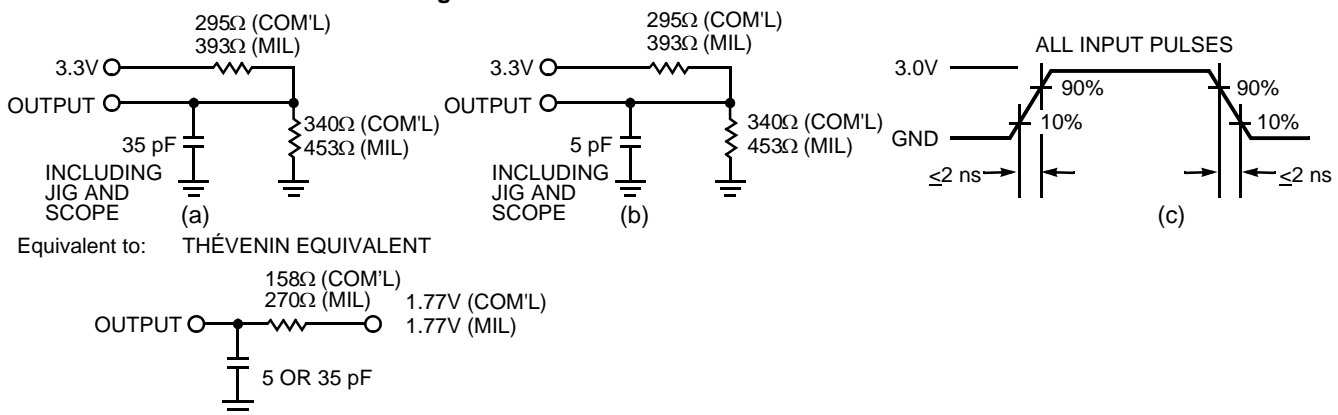 295Ω (COM'L)
393Ω (MIL)
3.3V
OUTPUT
35 pF
340Ω (COM'L)
453Ω (MIL)
INCLUDING
JIG AND
SCOPE
(a)
295Ω (COM'L)
393Ω (MIL)
3.3V
OUTPUT
5 pF
340Ω (COM'L)
453Ω (MIL)
INCLUDING
JIG AND
SCOPE
(b)
ALL INPUT PULSES
3.0V
90%
90%
10%
10%
GND
≤2 ns
≤2 ns
(c)
Equivalent to: THÉVENIN EQUIVALENT
158Ω (COM'L)
270Ω (MIL)
1.77V (COM'L)
1.77V (MIL)
OUTPUT
5 OR 35 pF